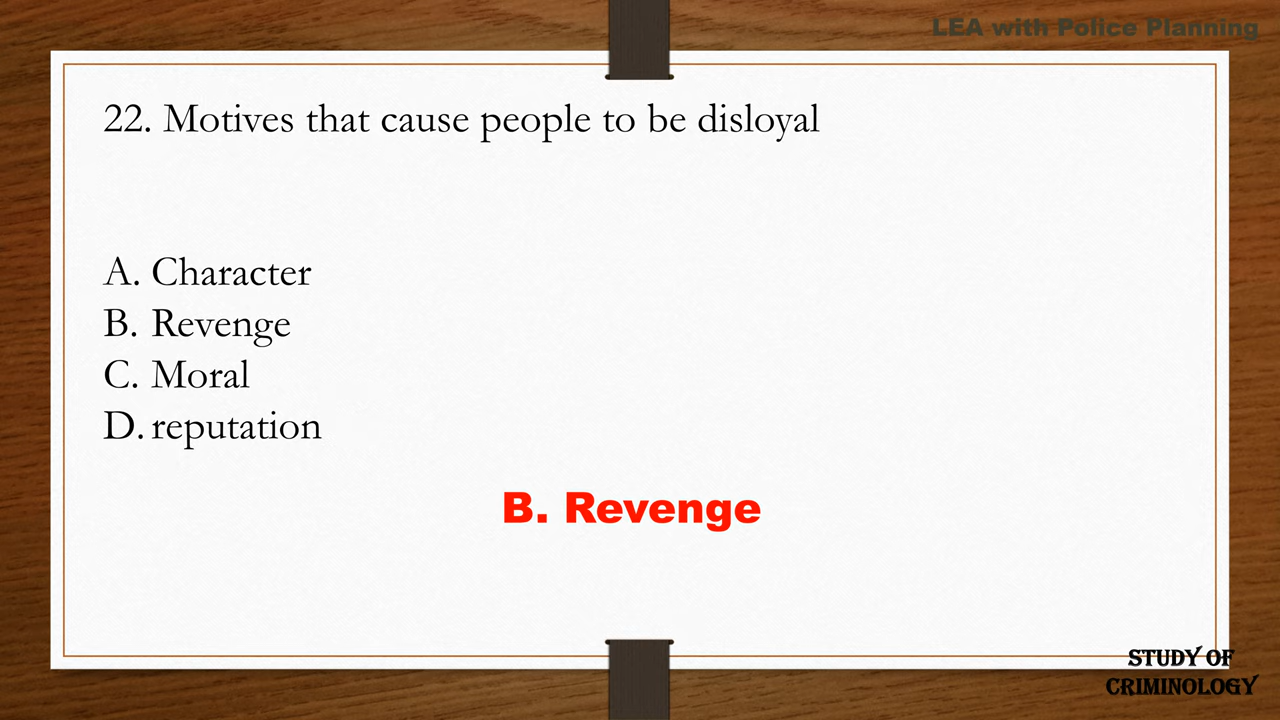 LEA with Police Planning
22. Motives that cause people to be disloyal
A. Character
B. Revenge
C. Moral
D. reputation
B. Revenge
STUDY OF
CRIMINOLOGY